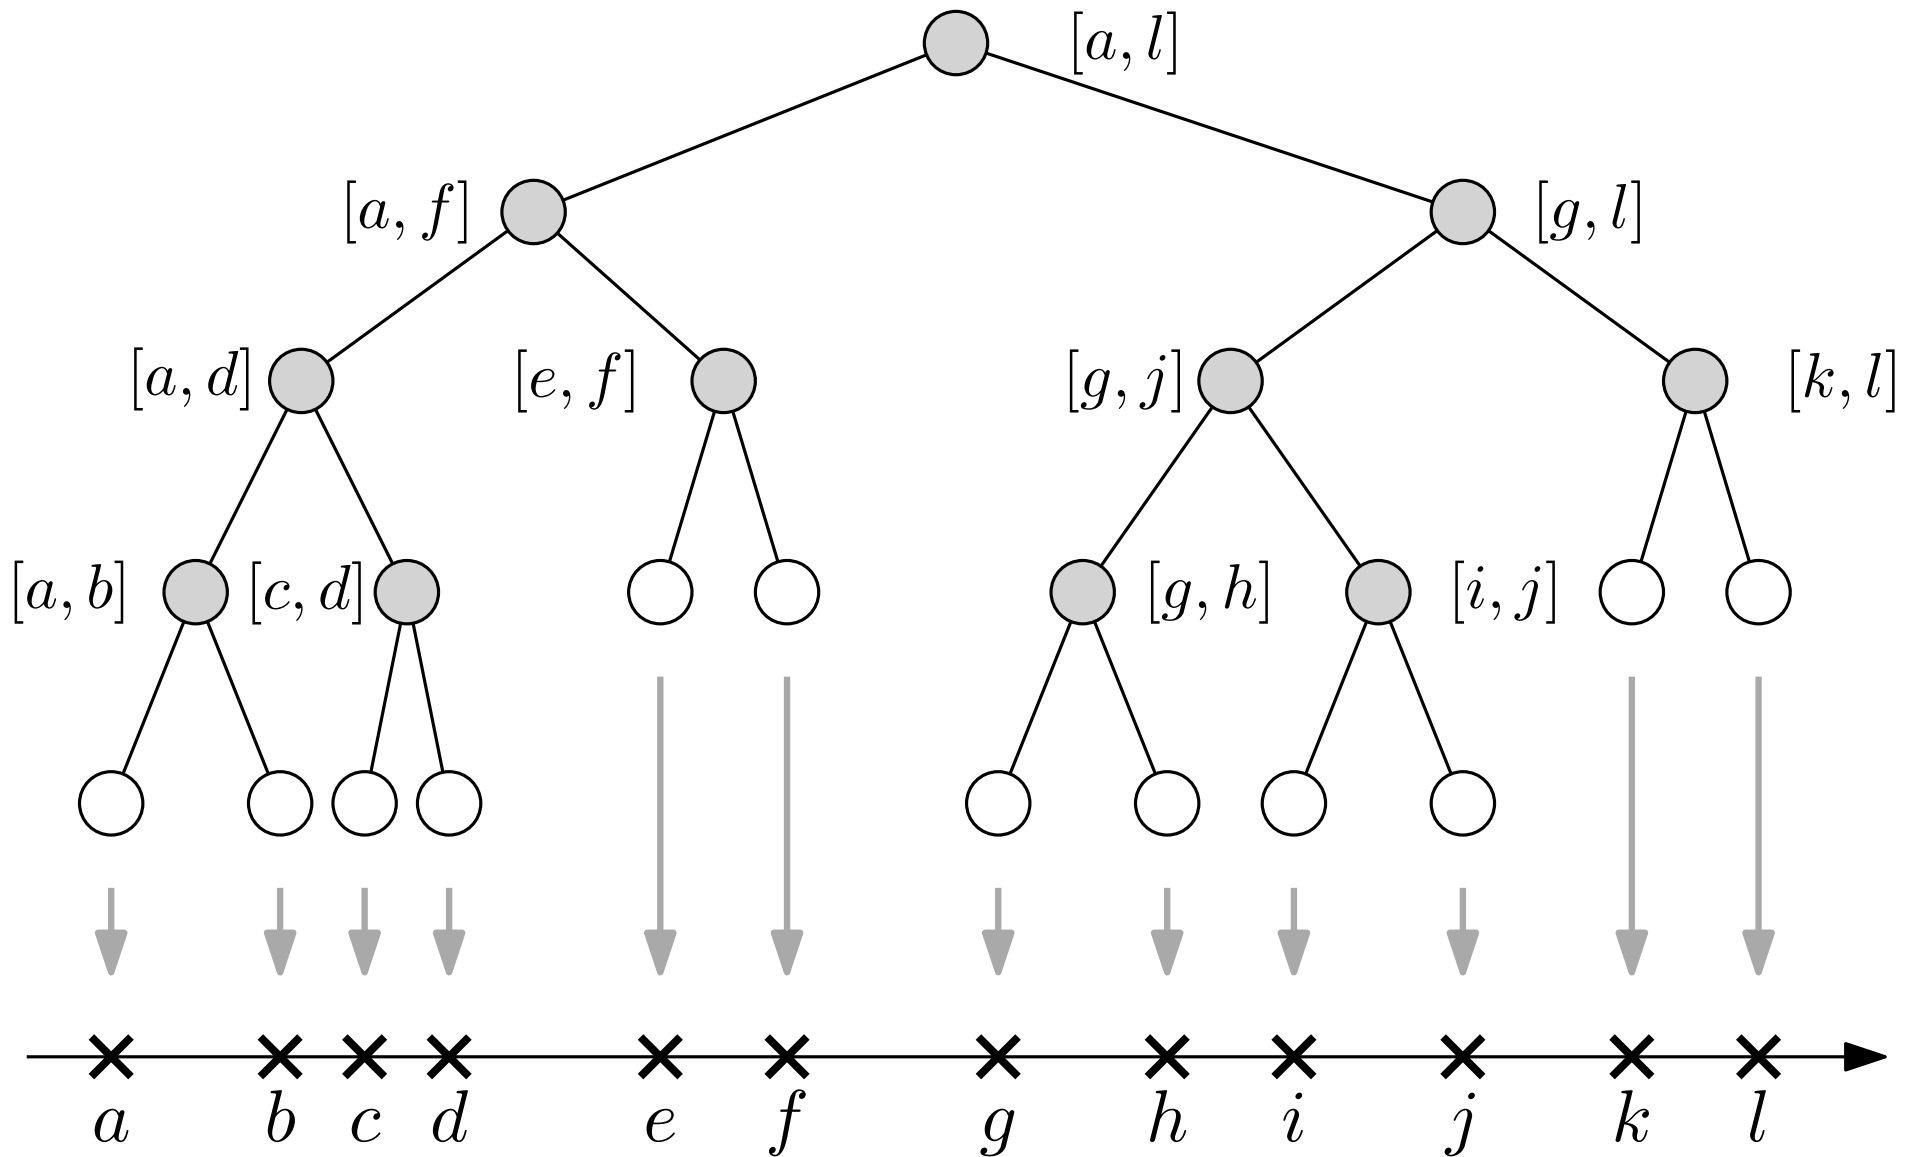 [a, l]
[a, f] [g, l]
[a, d] [e, f] [g, j] [k, l]
[a, b] [c, d] [g, h] [i, j]
a b c d e f g h i j k l